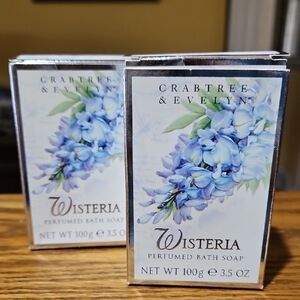 CRABTREE
& EVELYN
WISTERIA
PERFUMED BATH SOAP
NET WT 100g e 3.5 O
CRABTREE
& EVELYN
WISTERIA
PERFUMED BATH SOAP
NET WT 100g e 3.5 OZ